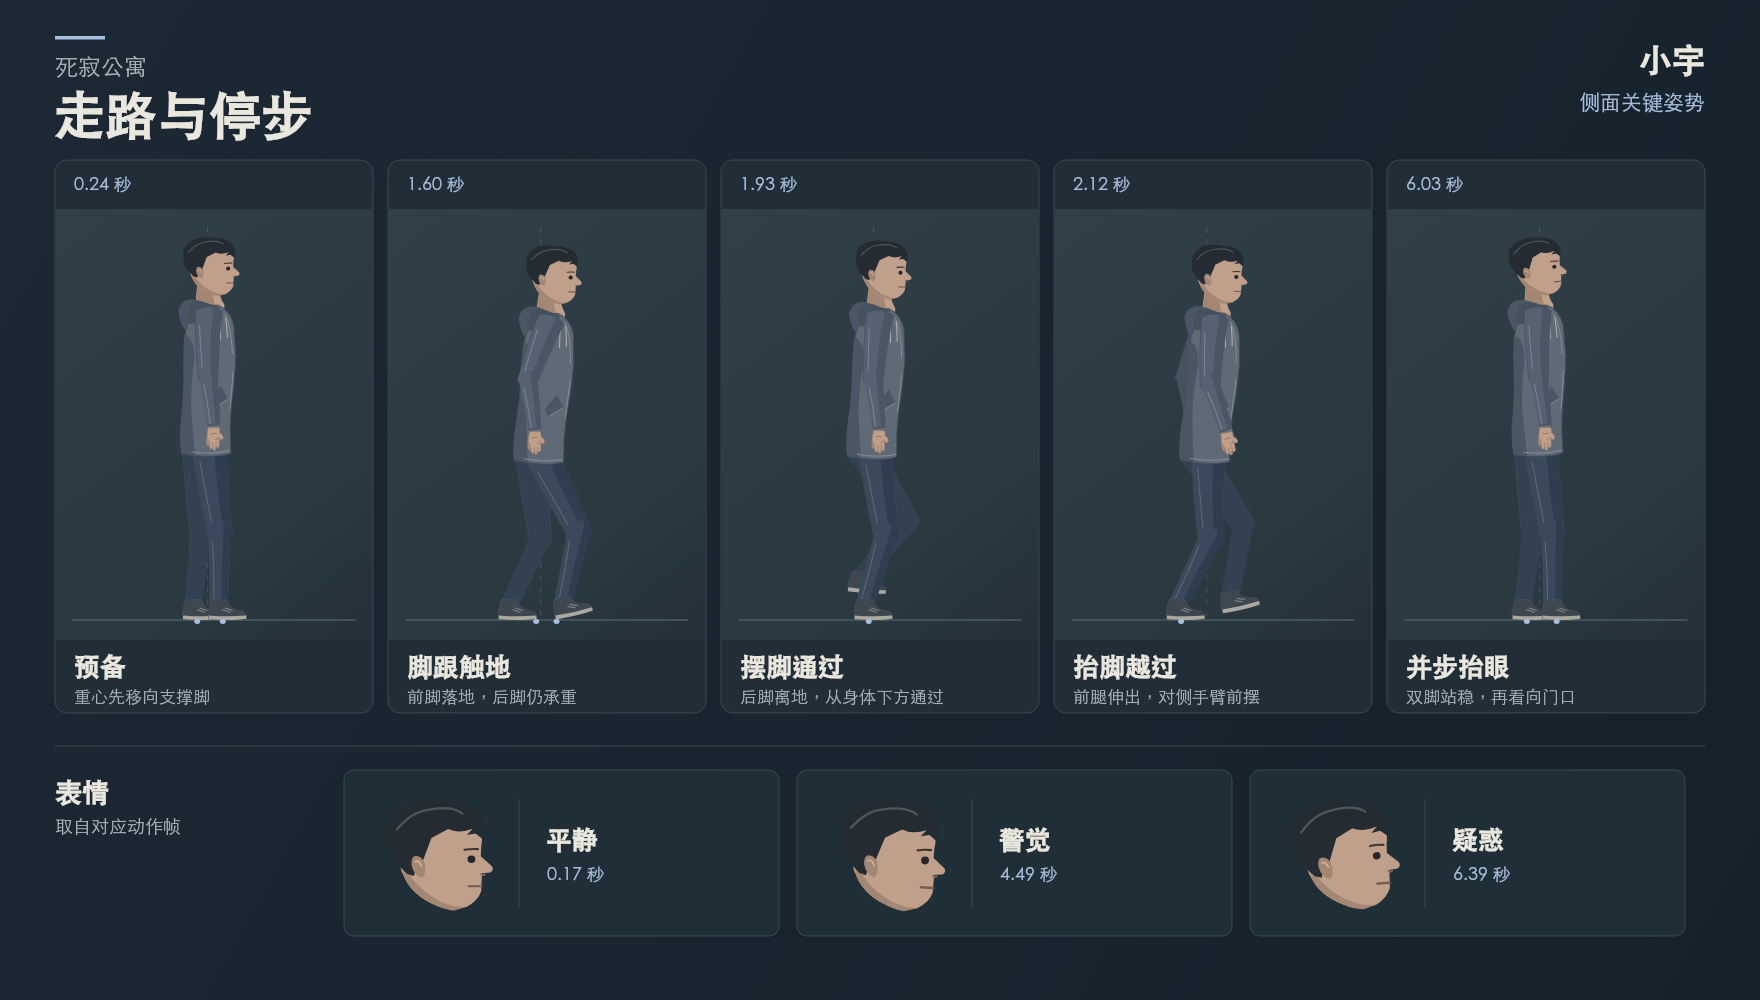 死寂公寓
走路与停步
小宇
侧面关键姿势
0.24 秒
1.60 秒
1.93 秒
2.12 秒
6.03 秒
预备
重心先移向支撑脚
脚跟触地
前脚落地，后脚仍承重
摆脚通过
后脚离地，从身体下方通过
抬脚越过
前腿伸出，对侧手臂前摆
并步抬眼
双脚站稳，再看向门口
表情
取自对应动作帧
平静
0.17 秒
警觉
4.49 秒
疑惑
6.39 秒